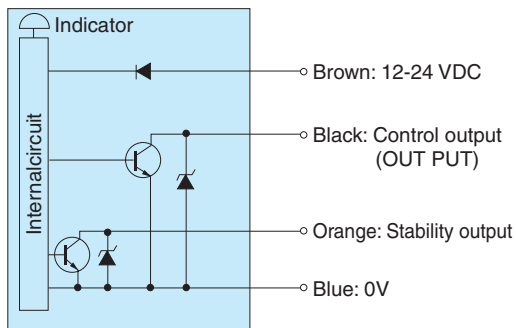 Indicator
Internalcircuit
Brown: 12-24 VDC
Black: Control output
(OUT PUT)
Orange: Stability output
Blue: 0V